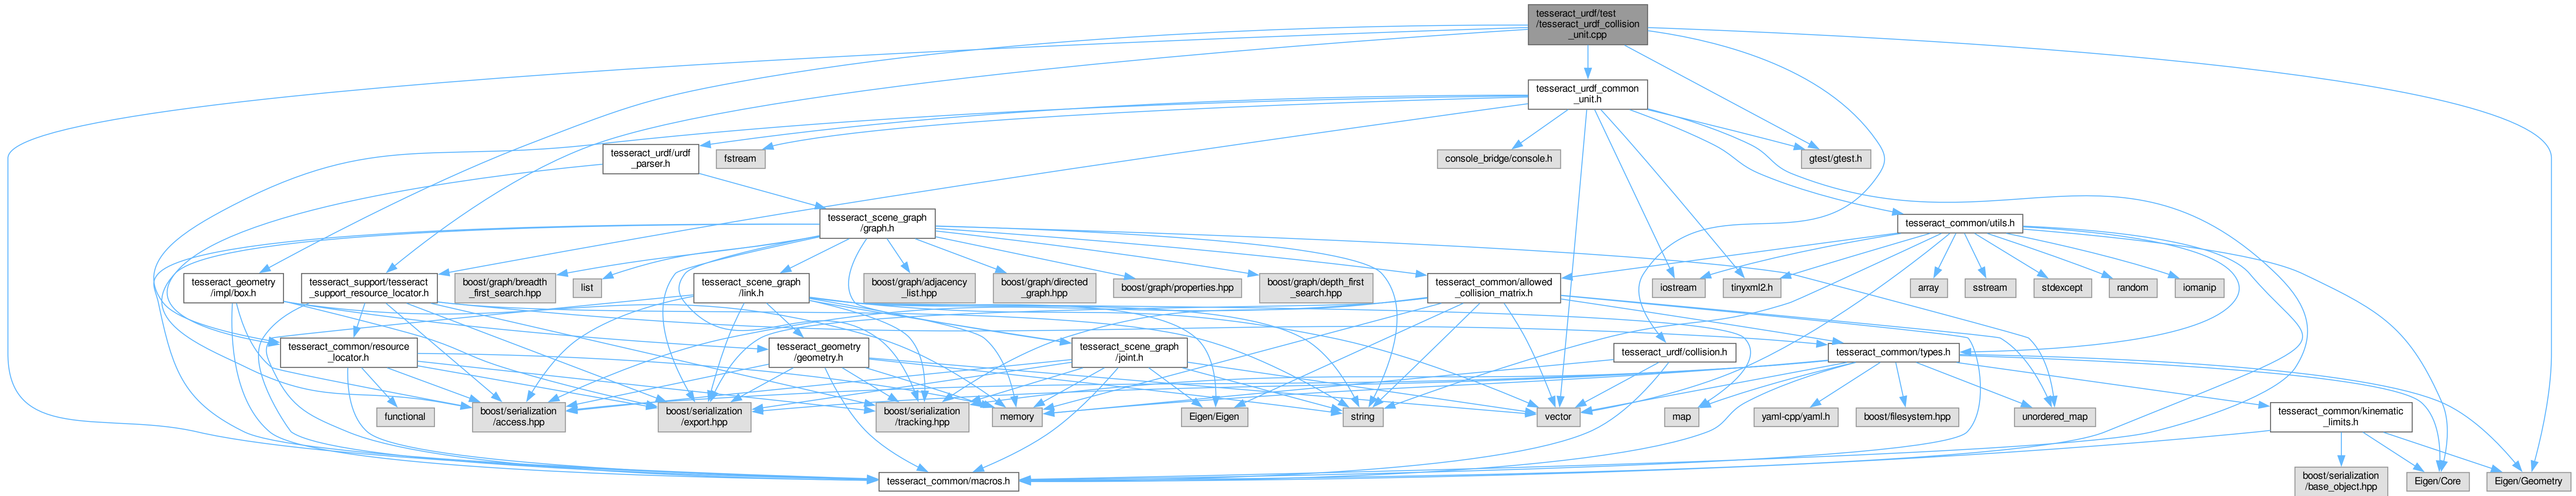 tesseract_urdf/test
/tesseract_urdf_collision
_unit.cpp
tesseract_urdf_common
_unit.h
tesseract_urdf/urdf
_parser.h
fstream
console_bridge/console.h
gtest/gtest.h
tesseract_scene_graph
/graph.h
tesseract_common/utils.h
tesseract_geometry
/impl/box.h
tesseract_support/tesseract
_support_resource_locator.h
boost/graph/breadth
_first_search.hpp
list
tesseract_scene_graph
/link.h
boost/graph/adjacency
_list.hpp
boost/graph/directed
_graph.hpp
boost/graph/properties.hpp
boost/graph/depth_first
_search.hpp
tesseract_common/allowed
_collision_matrix.h
iostream
tinyxml2.h
array
sstream
stdexcept
random
iomanip
tesseract_common/resource
_locator.h
tesseract_geometry
/geometry.h
tesseract_scene_graph
/joint.h
tesseract_urdf/collision.h
tesseract_common/types.h
functional
boost/serialization
/access.hpp
boost/serialization
/export.hpp
boost/serialization
/tracking.hpp
memory
Eigen/Eigen
string
vector
map
yaml-cpp/yaml.h
boost/filesystem.hpp
unordered_map
tesseract_common/kinematic
_limits.h
tesseract_common/macros.h
boost/serialization
/base_object.hpp
Eigen/Core
Eigen/Geometry